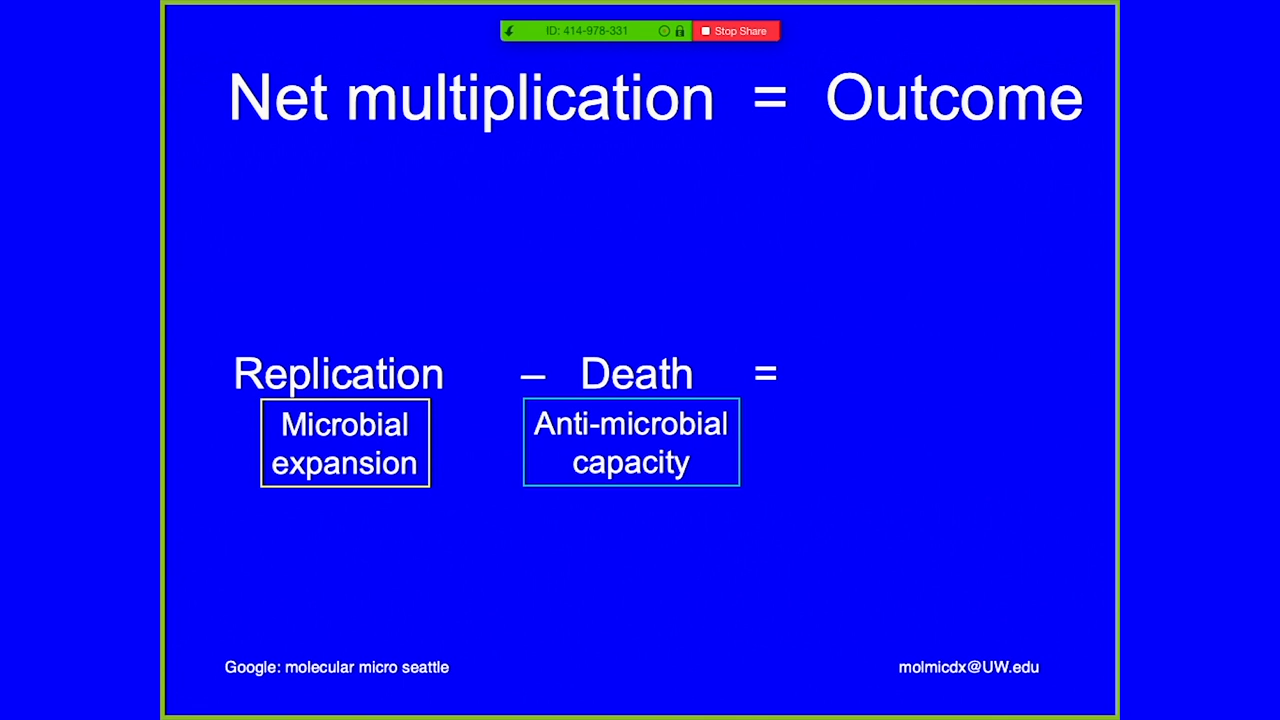 ID: 414-978-331 Stop Share
Net multiplication = Outcome
Replication – Death =
Microbial expansion
Anti-microbial capacity
Google: molecular micro seattle
molmicdx@UW.edu